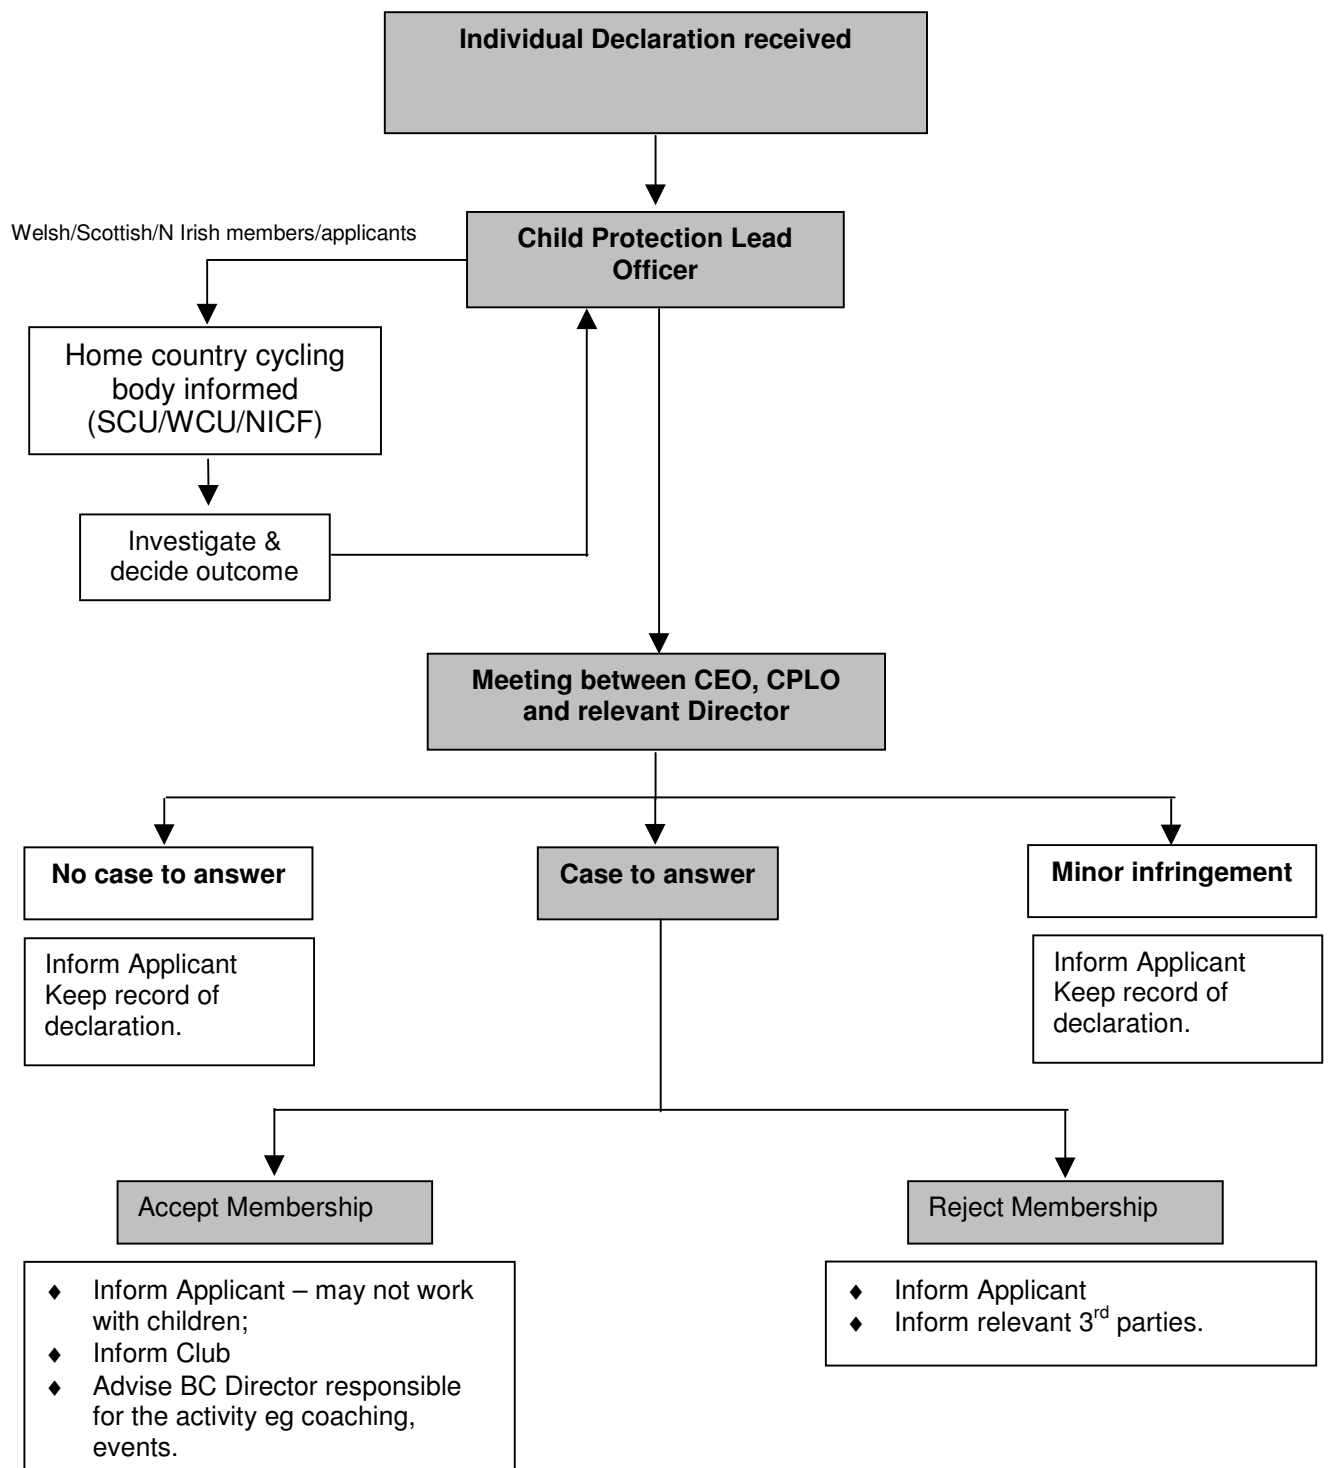 Individual Declaration received
Welsh/Scottish/N Irish members/applicants
Child Protection Lead
Officer
Home country cycling
body informed
(SCU/WCU/NICF)
Investigate &
decide outcome
Meeting between CEO, CPLO
and relevant Director
No case to answer
Inform Applicant
Keep record of
declaration.
Case to answer
Minor infringement
Inform Applicant
Keep record of
declaration.
Accept Membership
♦ Inform Applicant – may not work
with children;
♦ Inform Club
♦ Advise BC Director responsible
for the activity eg coaching,
events.
Reject Membership
♦ Inform Applicant
♦ Inform relevant 3rd parties.